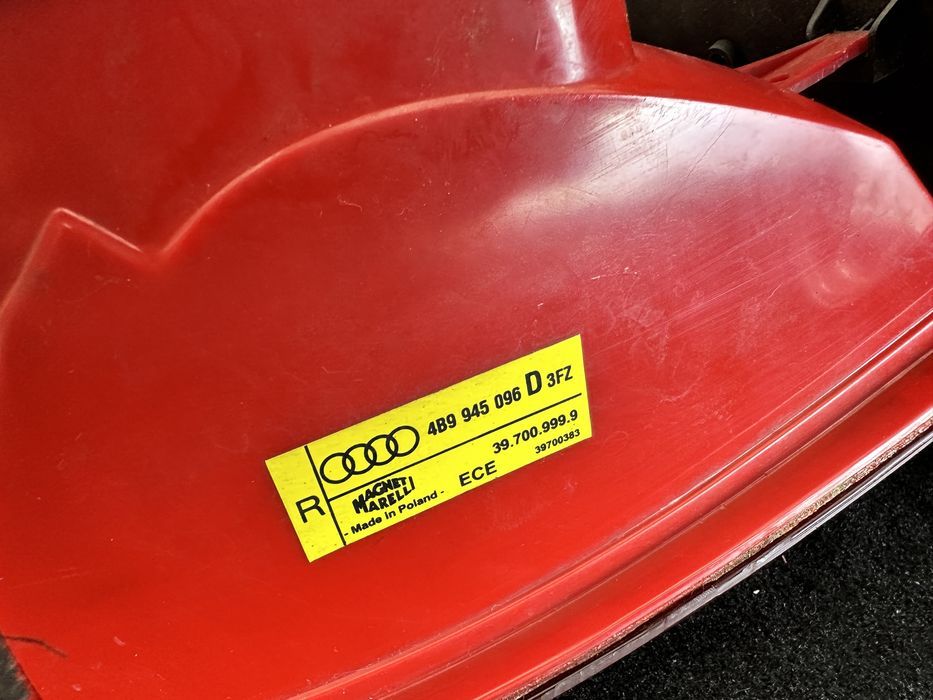 R
4B9 945 096 D 3FZ
39.700.999.9
MAGNETI MARELLI
ECE
39700383
- Made in Poland -